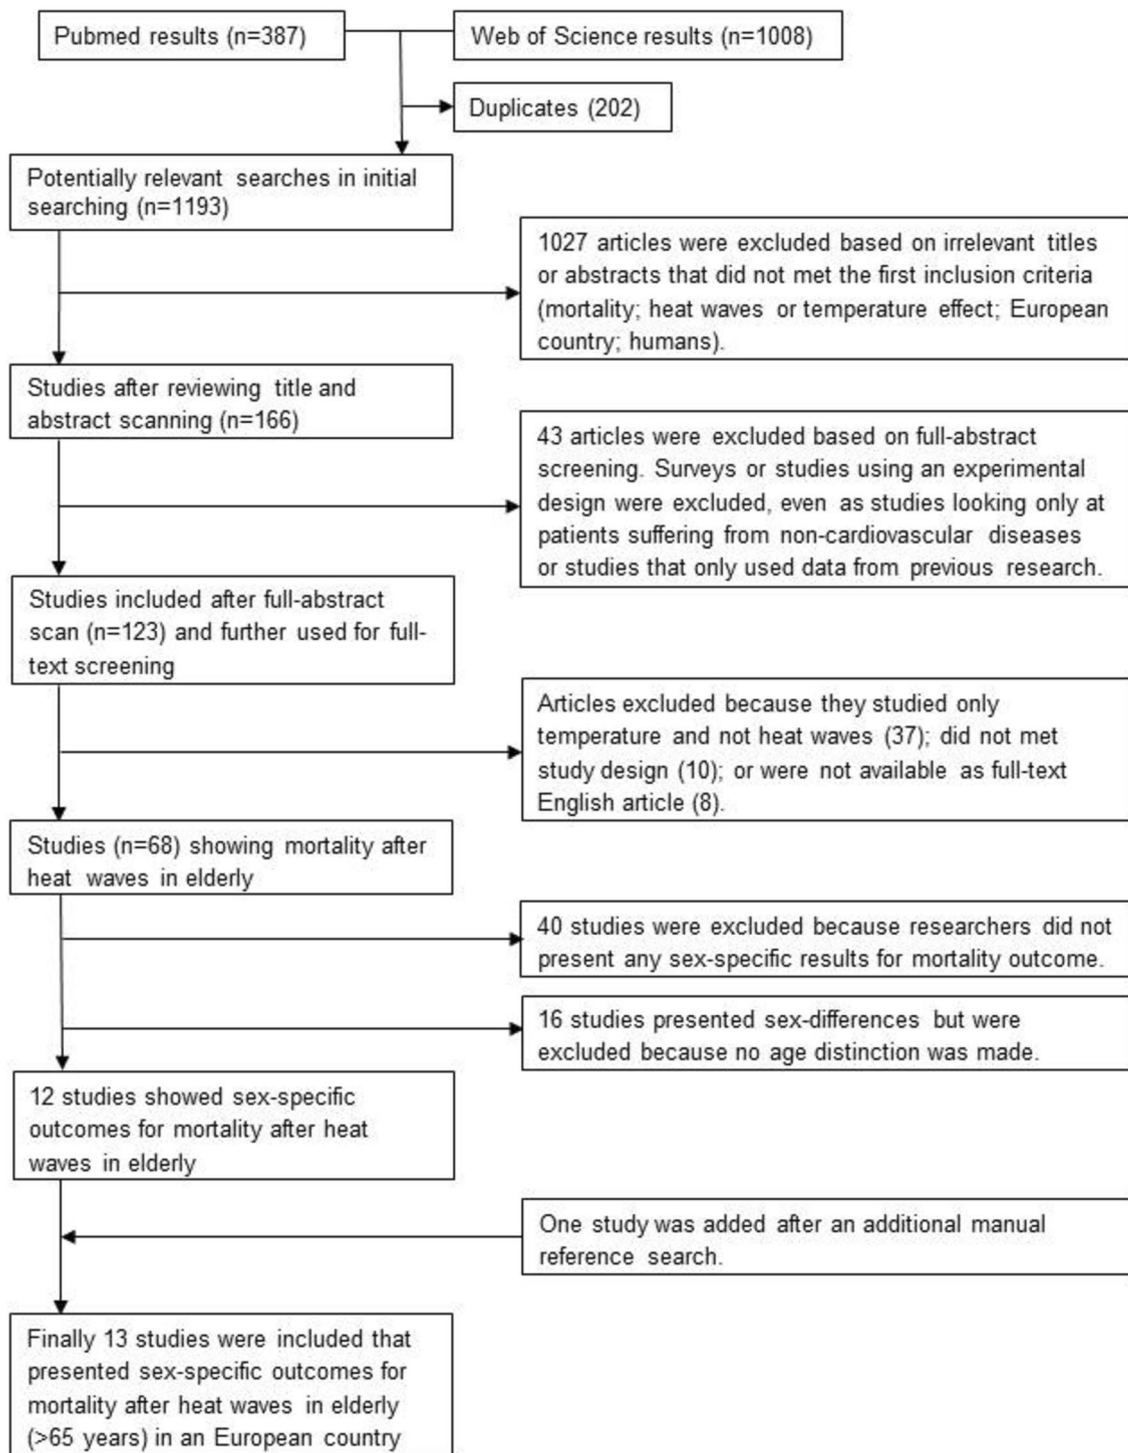 Pubmed results (n=387)
Web of Science results (n=1008)
Duplicates (202)
Potentially relevant searches in initial
searching (n=1193)
1027 articles were excluded based on irrelevant titles
or abstracts that did not met the first inclusion criteria
(mortality; heat waves or temperature effect; European
country; humans).
Studies after reviewing title and
abstract scanning (n=166)
43 articles were excluded based on full-abstract
screening. Surveys or studies using an experimental
design were excluded, even as studies looking only at
patients suffering from non-cardiovascular diseases
or studies that only used data from previous research.
Studies included after full-abstract
scan (n=123) and further used for full-
text screening
Articles excluded because they studied only
temperature and not heat waves (37); did not met
study design (10); or were not available as full-text
English article (8).
Studies (n=68) showing mortality after
heat waves in elderly
40 studies were excluded because researchers did not
present any sex-specific results for mortality outcome.
16 studies presented sex-differences but were
excluded because no age distinction was made.
12 studies showed sex-specific
outcomes for mortality after heat
waves in elderly
One study was added after an additional manual
reference search.
Finally 13 studies were included that
presented sex-specific outcomes for
mortality after heat waves in elderly
(>65 years) in an European country